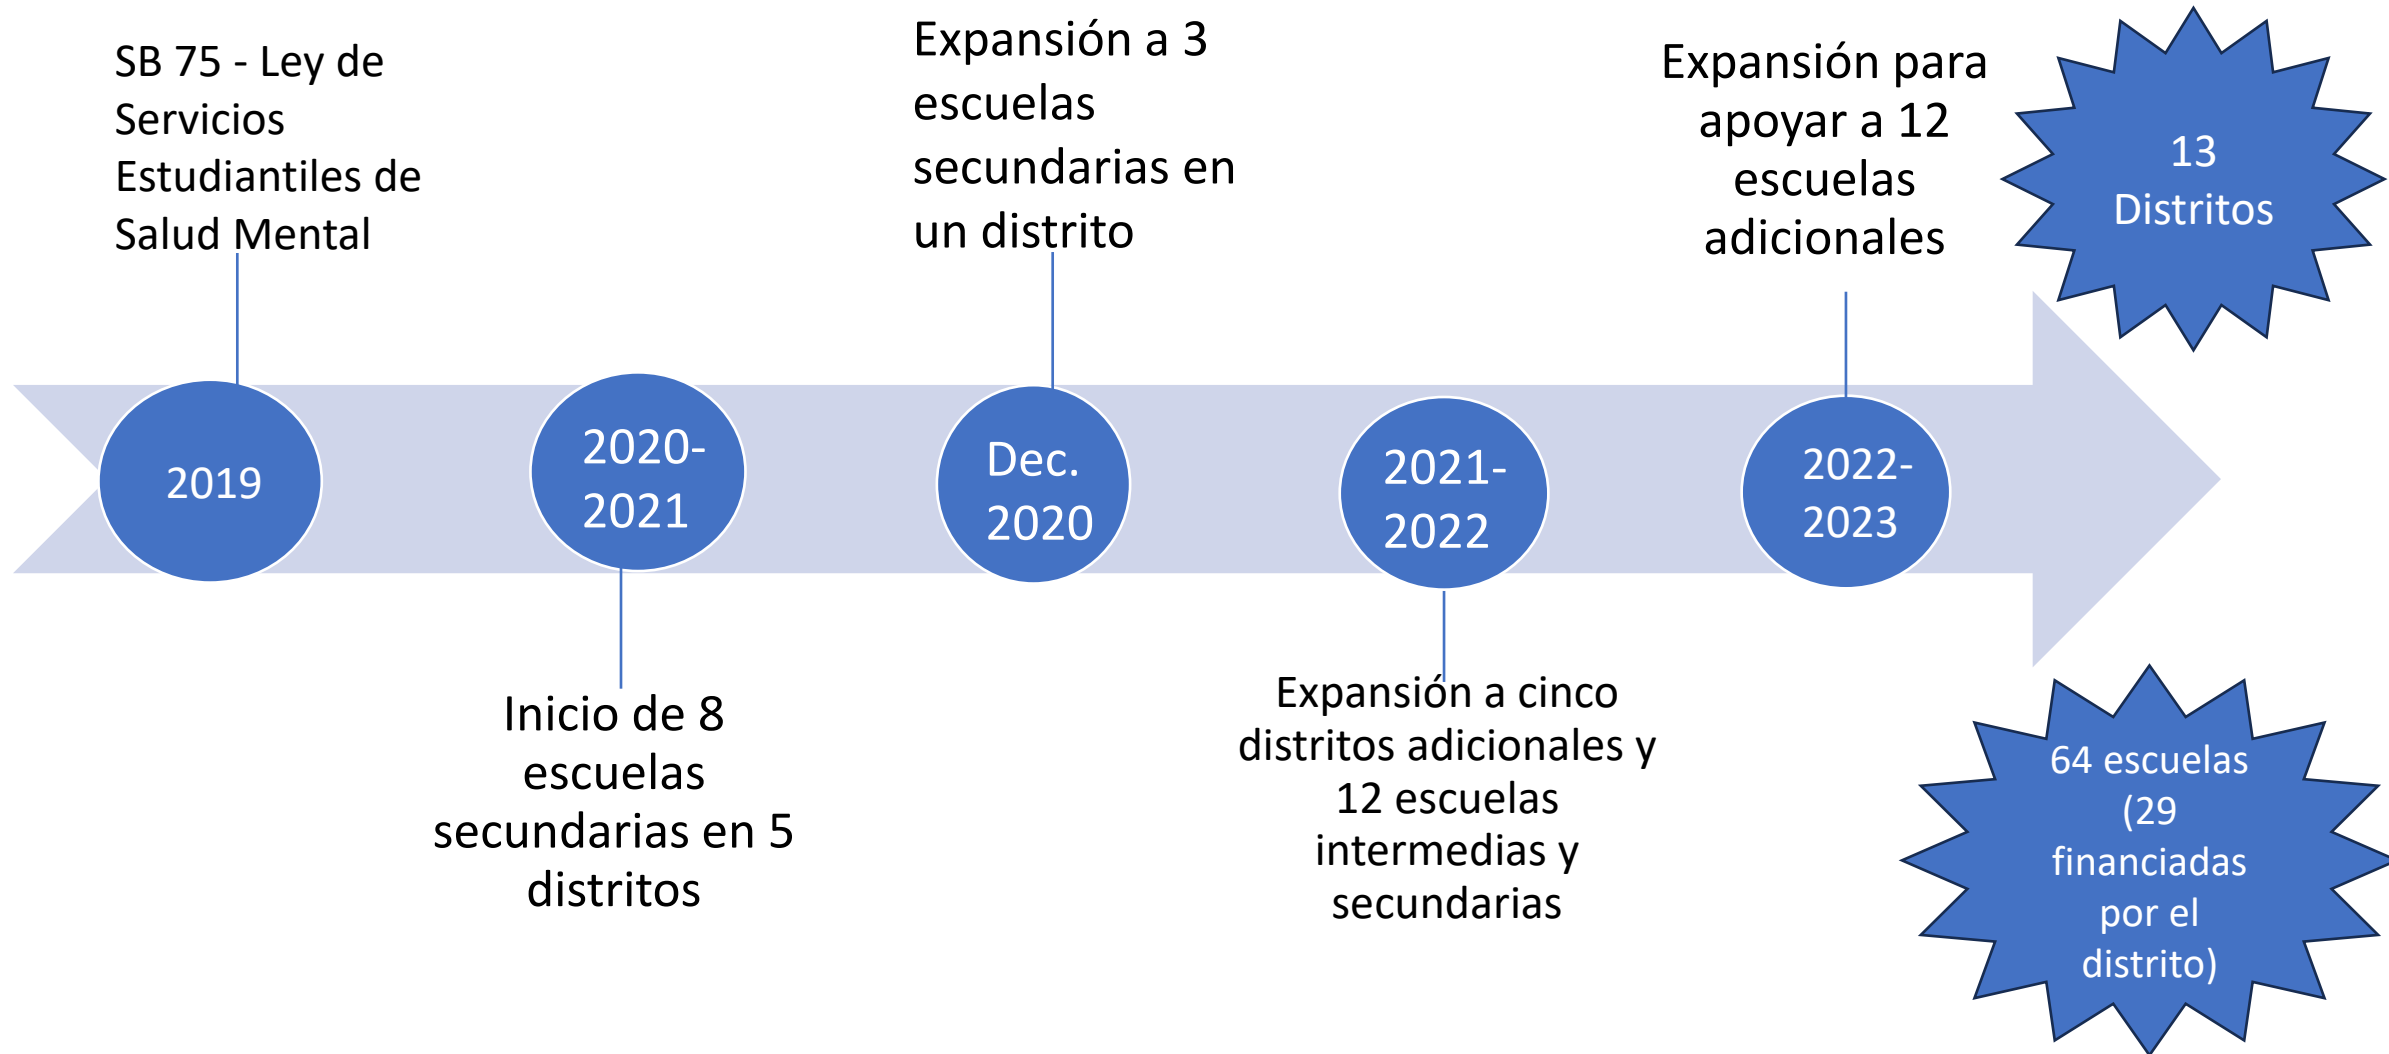 SB 75 - Ley de
Servicios
Estudiantiles de
Salud Mental
Expansión a 3
escuelas
secundarias en
un distrito
Expansión para
apoyar a 12
escuelas
adicionales
13
Distritos
2019
2020-
2021
Dec.
2020
2021-
2022
2022-
2023
Inicio de 8
escuelas
secundarias en 5
distritos
Expansión a cinco
distritos adicionales y
12 escuelas
intermedias y
secundarias
64 escuelas
(29
financiadas
por el
distrito)